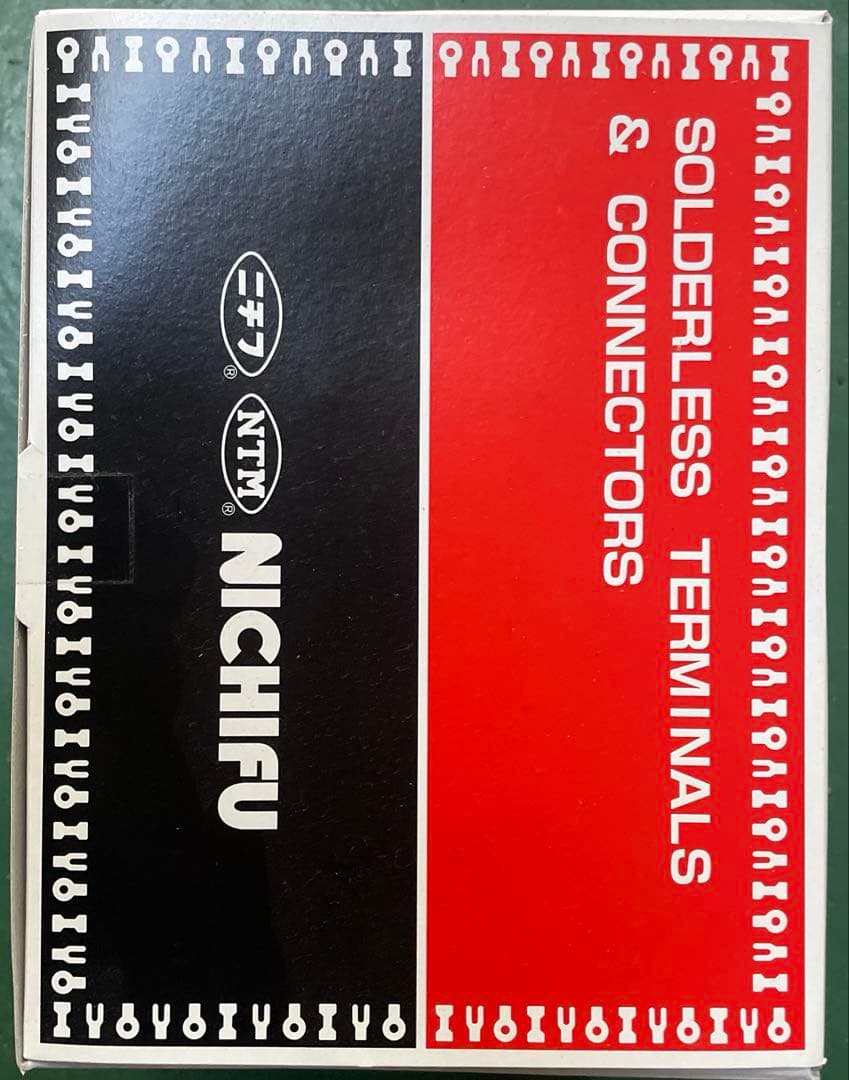 SOLDERLESS TERMINALS
& CONNECTORS
ニチフ® NTM® NICHIFU